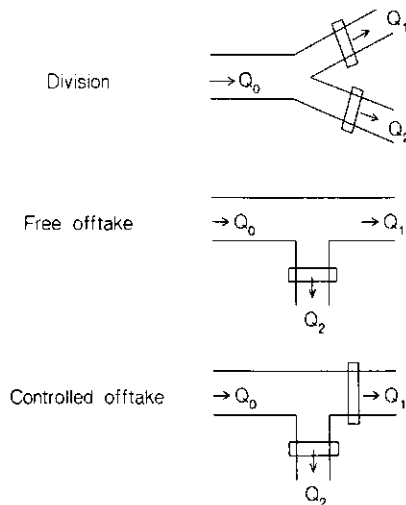 Division
Q₀
Q₁
Q₂
Free offtake
Q₀
Q₁
Q₂
Controlled offtake
Q₀
Q₁
Q₂